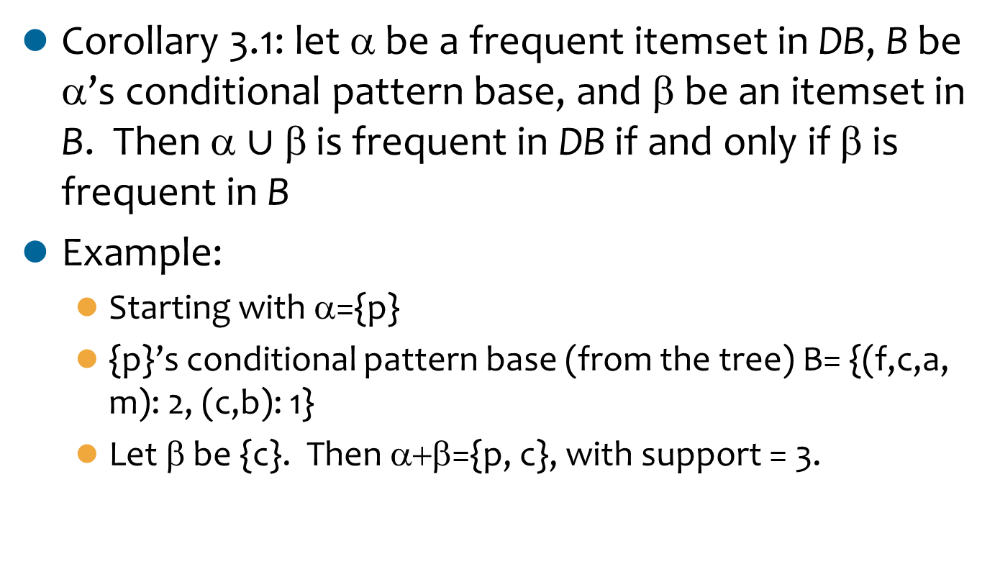 Corollary 3.1: let α be a frequent itemset in DB, B be
α’s conditional pattern base, and β be an itemset in
B.  Then α ∪ β is frequent in DB if and only if β is
frequent in B
Example:
Starting with α={p}
{p}’s conditional pattern base (from the tree) B= {(f,c,a,
m): 2, (c,b): 1}
Let β be {c}.  Then α+β={p, c}, with support = 3.